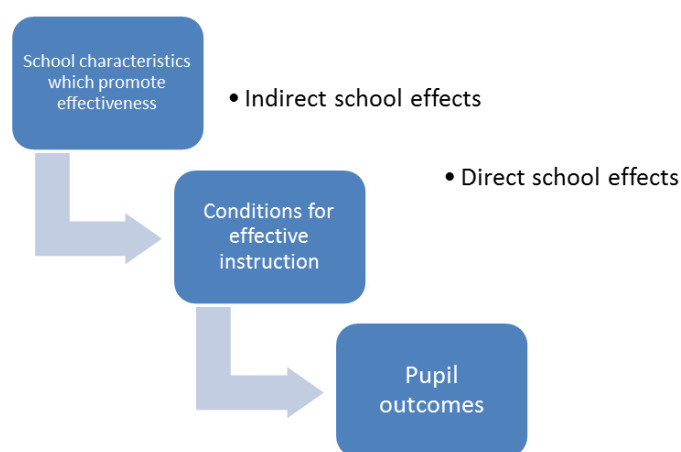 School characteristics
which promote
effectiveness
• Indirect school effects
• Direct school effects
Conditions for
effective
instruction
Pupil
outcomes